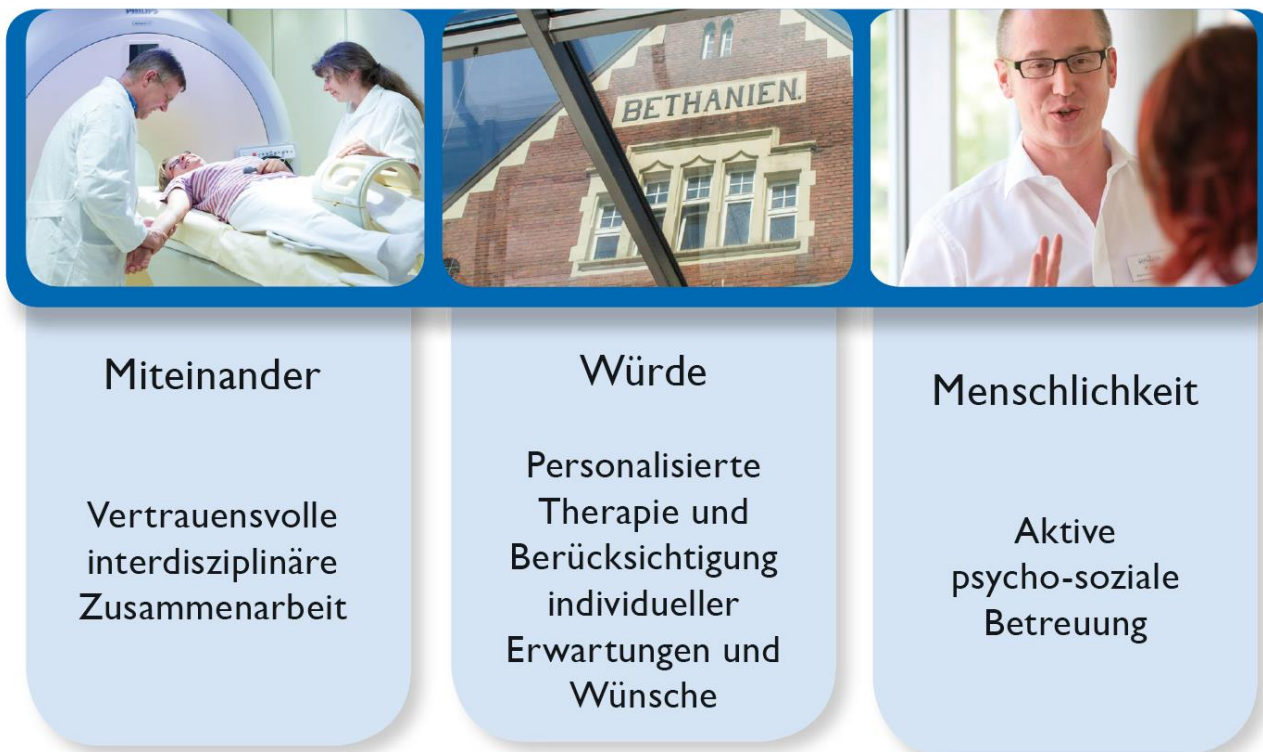 PHILIPS
BETHANIEN.
Miteinander
Vertrauensvolle
interdisziplinäre
Zusammenarbeit
Würde
Personalisierte
Therapie und
Berücksichtigung
individueller
Erwartungen und
Wünsche
Menschlichkeit
Aktive
psycho-soziale
Betreuung